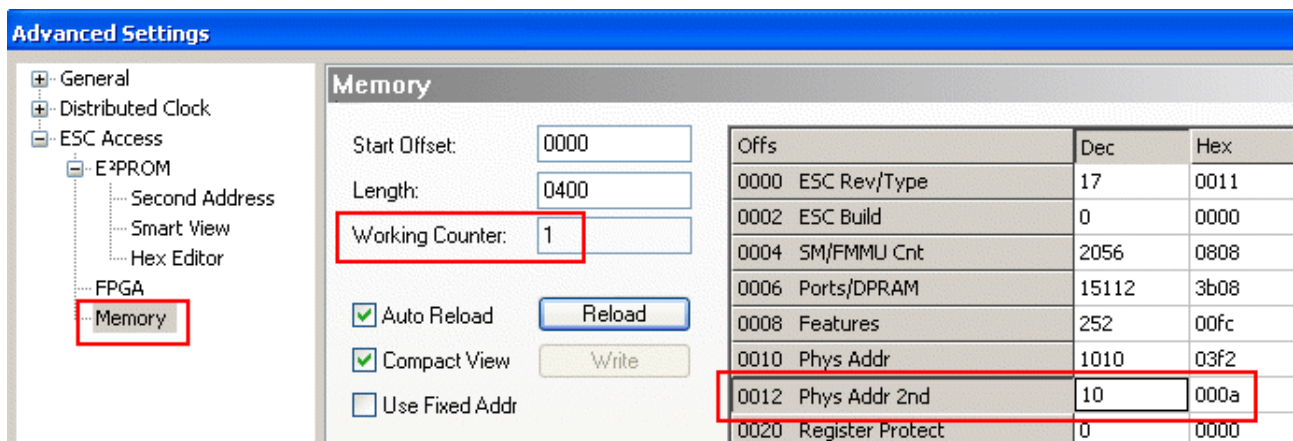 Advanced Settings
General
Distributed Clock
ESC Access
E²PROM
Second Address
Smart View
Hex Editor
FPGA
Memory
Memory
Start Offset: 0000
Length: 0400
Working Counter: 1
Auto Reload Reload
Compact View Write
Use Fixed Addr
Offs Dec Hex
0000 ESC Rev/Type 17 0011
0002 ESC Build 0 0000
0004 SM/FMMU Cnt 2056 0808
0006 Ports/DPRAM 15112 3b08
0008 Features 252 00fc
0010 Phys Addr 1010 03f2
0012 Phys Addr 2nd 10 000a
0020 Register Protect 0 0000